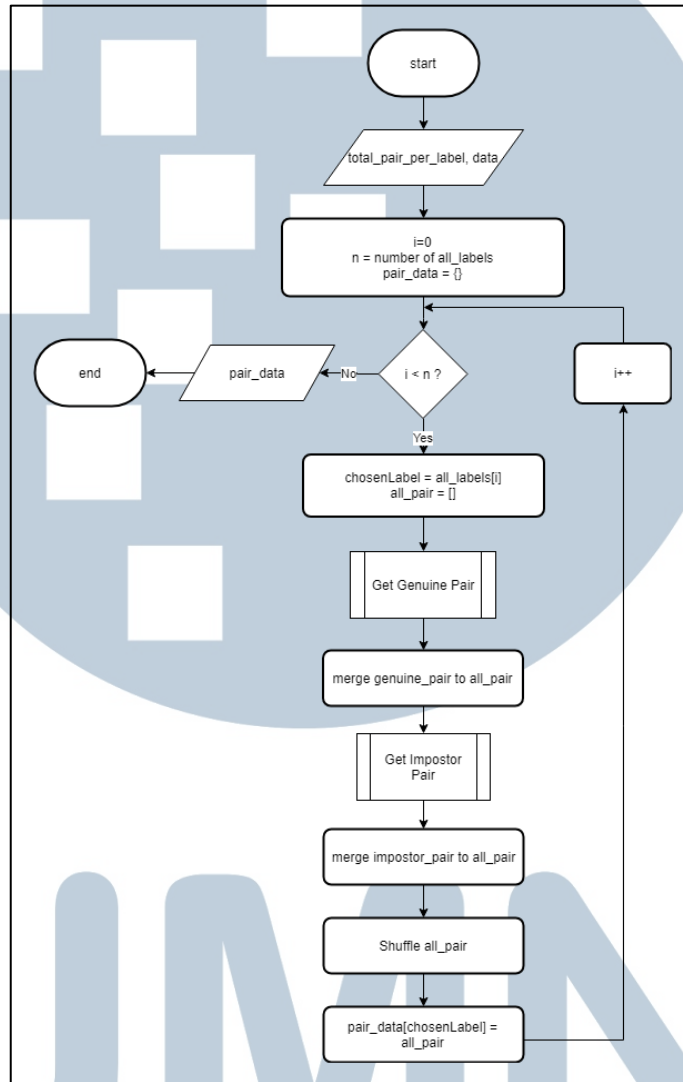 start
total_pair_per_label, data
i=0
n = number of all_labels
pair_data = {}
end
pair_data
No
i < n ?
i++
Yes
chosenLabel = all_labels[i]
all_pair = []
Get Genuine Pair
merge genuine_pair to all_pair
Get Impostor
Pair
merge impostor_pair to all_pair
Shuffle all_pair
pair_data[chosenLabel] =
all_pair
UMN